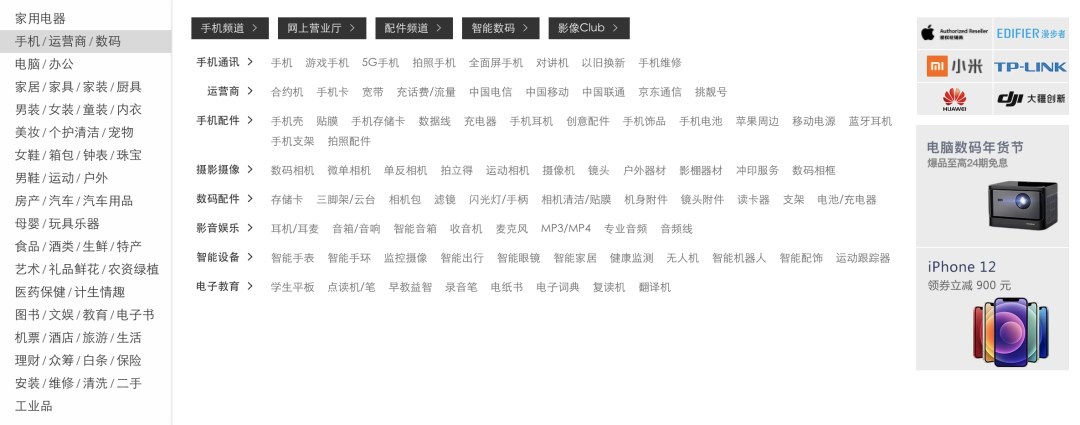 家用电器
手机 / 运营商 / 数码
电脑 / 办公
家居 / 家具 / 家装 / 厨具
男装 / 女装 / 童装 / 内衣
美妆 / 个护清洁 / 宠物
女鞋 / 箱包 / 钟表 / 珠宝
男鞋 / 运动 / 户外
房产 / 汽车 / 汽车用品
母婴 / 玩具乐器
食品 / 酒类 / 生鲜 / 特产
艺术 / 礼品鲜花 / 农资绿植
医药保健 / 计生情趣
图书 / 文娱 / 教育 / 电子书
机票 / 酒店 / 旅游 / 生活
理财 / 众筹 / 白条 / 保险
安装 / 维修 / 清洗 / 二手
工业品
手机频道 > 网上营业厅 > 配件频道 > 智能数码 > 影像Club >
手机通讯 > 手机 游戏手机 5G手机 拍照手机 全面屏手机 对讲机 以旧换新 手机维修
运营商 > 合约机 手机卡 宽带 充话费/流量 中国电信 中国移动 中国联通 京东通信 挑靓号
手机配件 > 手机壳 贴膜 手机存储卡 数据线 充电器 手机耳机 创意配件 手机饰品 手机电池 苹果周边 移动电源 蓝牙耳机
手机支架 拍照配件
摄影摄像 > 数码相机 微单相机 单反相机 拍立得 运动相机 摄像机 镜头 户外器材 影棚器材 冲印服务 数码相框
数码配件 > 存储卡 三脚架/云台 相机包 滤镜 闪光灯/手柄 相机清洁/贴膜 机身附件 镜头附件 读卡器 支架 电池/充电器
影音娱乐 > 耳机/耳麦 音箱/音响 智能音箱 收音机 麦克风 MP3/MP4 专业音频 音频线
智能设备 > 智能手表 智能手环 监控摄像 智能出行 智能眼镜 智能家居 健康监测 无人机 智能机器人 智能配饰 运动跟踪器
电子教育 > 学生平板 点读机/笔 早教益智 录音笔 电纸书 电子词典 复读机 翻译机
Authorized Reseller
EDIFIER 漫步者
小米 TP-LINK
HUAWEI dji 大疆创新
电脑数码年货节
爆品至高24期免息
iPhone 12
领券立减 900 元